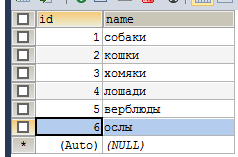 id name
1 собаки
2 кошки
3 хомяки
4 лошади
5 верблюды
6 ослы
* (Auto) (NULL)